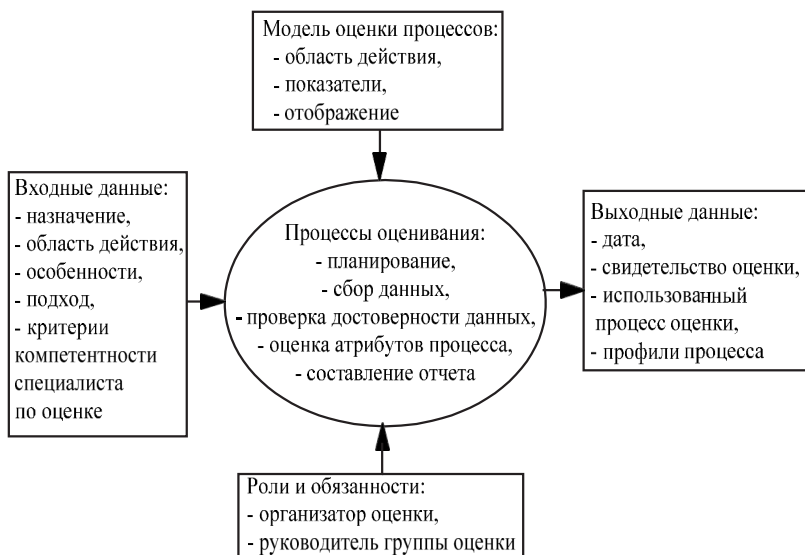 Модель оценки процессов:
- область действия,
- показатели,
- отображение
Входные данные:
- назначение,
- область действия,
- особенности,
- подход,
- критерии
компетентности
специалиста
по оценке
Процессы оценивания:
- планирование,
- сбор данных,
- проверка достоверности данных,
- оценка атрибутов процесса,
- составление отчета
Выходные данные:
- дата,
- свидетельство оценки,
- использованный
процесс оценки,
- профили процесса
Роли и обязанности:
- организатор оценки,
- руководитель группы оценки